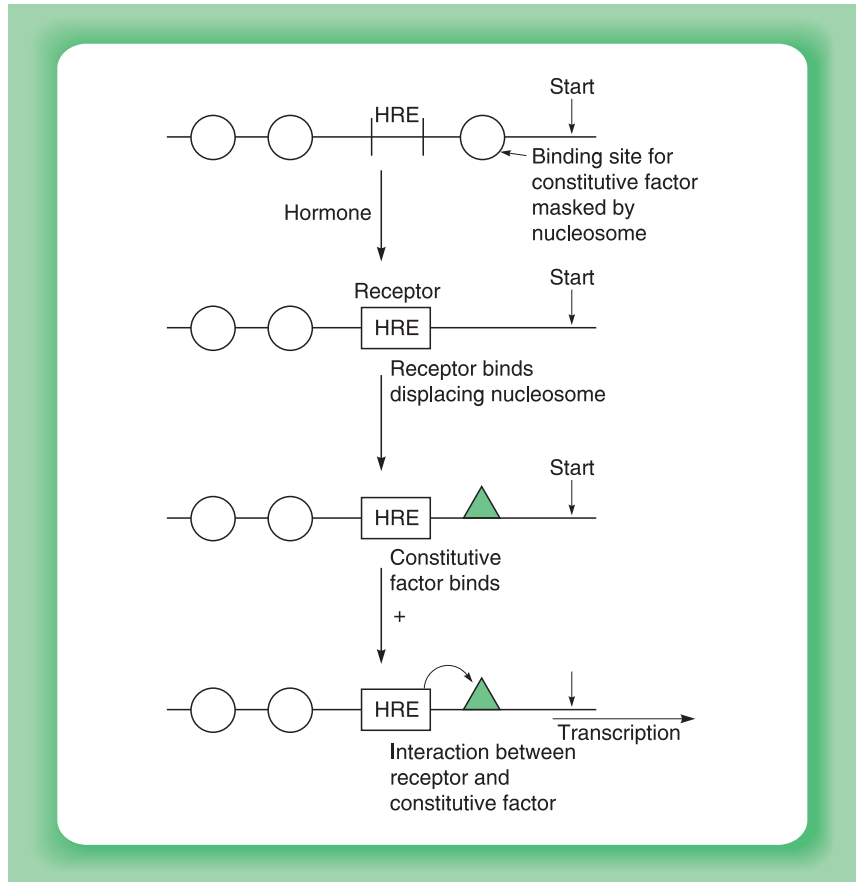 Start
HRE
Binding site for
constitutive factor
masked by
nucleosome
Hormone
Start
Receptor
HRE
Receptor binds
displacing nucleosome
Start
HRE
Constitutive
factor binds
+
HRE
Transcription
Interaction between
receptor and
constitutive factor